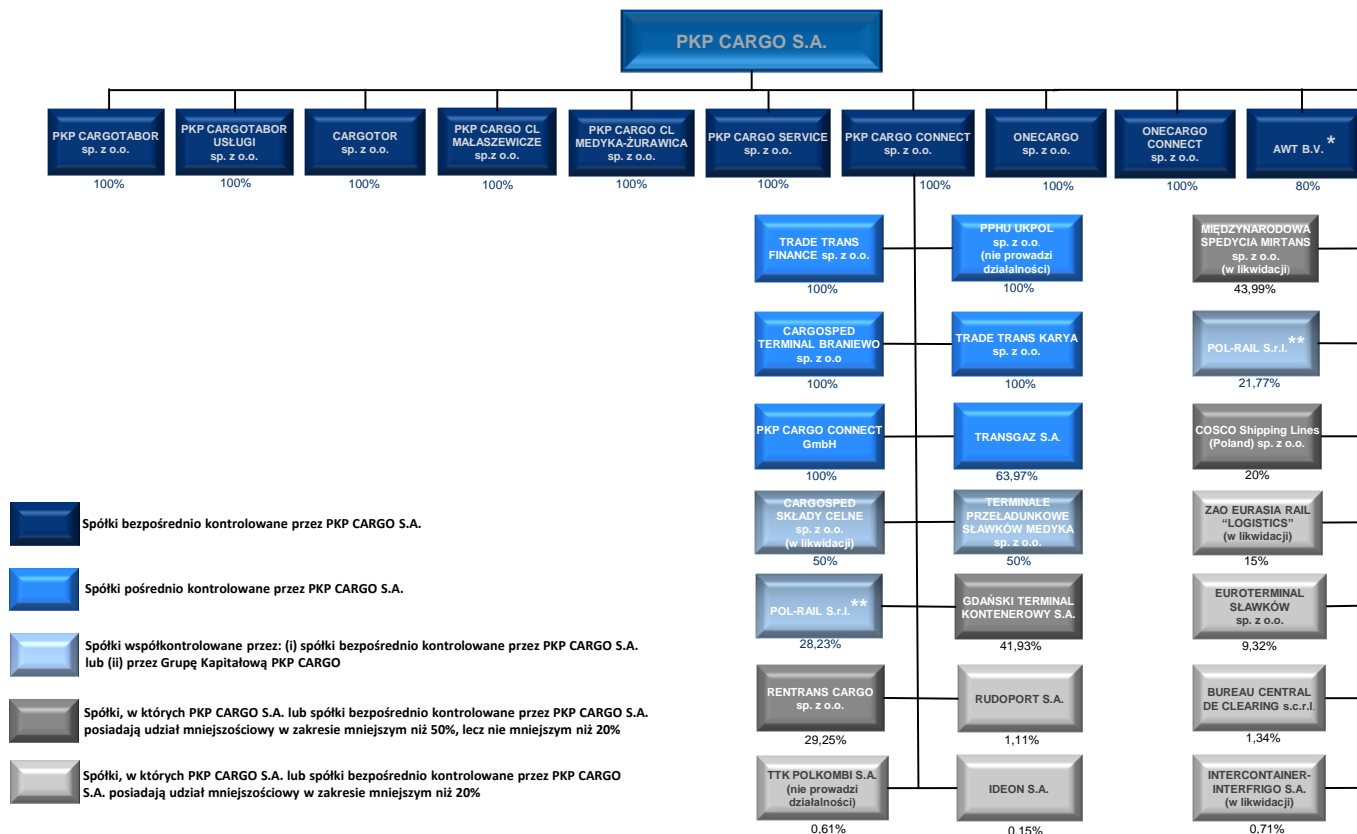 PKP CARGO S.A.
PKP CARGOTABOR
sp. z o.o.
100%
PKP CARGOTABOR
USŁUGI
sp. z o.o.
100%
CARGOTOR
sp. z o.o.
100%
PKP CARGO CL
MAŁASZEWICZE
sp. z o.o.
100%
PKP CARGO CL
MEDYKA-ŻURAWICA
sp. z o.o.
100%
PKP CARGO SERVICE
sp. z o.o.
100%
PKP CARGO CONNECT
sp. z o.o.
100%
ONECARGO
sp. z o.o.
100%
ONECARGO
CONNECT
sp. z o.o.
100%
AWT B.V. *
80%
TRADE TRANS
FINANCE sp. z o.o.
100%
PPHU UKPOL
sp. z o.o.
(nie prowadzi
działalności)
100%
MIĘDZYNARODOWA
SPEDYCIA MIRTANS
sp. z o.o.
(w likwidacji)
43,99%
CARGOSPED
TERMINAL BRANIEWO
sp. z o.o
100%
TRADE TRANS KARYA
sp. z o.o.
100%
POL-RAIL S.r.l.**
21,77%
PKP CARGO CONNECT
GmbH
100%
TRANSGAZ S.A.
63,97%
COSCO Shipping Lines
(Poland) sp. z o.o.
20%
CARGOSPED
SKŁADY CELNE
sp. z o.o.
(w likwidacji)
50%
TERMINALE
PRZEŁADUNKOWE
SŁAWKÓW MEDYKA
sp. z o.o.
50%
ZAO EURASIA RAIL
“LOGISTICS”
(w likwidacji)
15%
POL-RAIL S.r.l.**
28,23%
GDAŃSKI TERMINAL
KONTENEROWY S.A.
41,93%
EUROTERMINAL
SŁAWKÓW
sp. z o.o.
9,32%
RENTRANS CARGO
sp. z o.o.
29,25%
RUDOPORT S.A.
1,11%
BUREAU CENTRAL
DE CLEARING s.c.r.l.
1,34%
TTK POLKOMBI S.A.
(nie prowadzi
działalności)
0,61%
IDEON S.A.
0,15%
INTERCONTAINER-
INTERFRIGO S.A.
(w likwidacji)
0,71%
Spółki bezpośrednio kontrolowane przez PKP CARGO S.A.
Spółki pośrednio kontrolowane przez PKP CARGO S.A.
Spółki współkontrolowane przez: (i) spółki bezpośrednio kontrolowane przez PKP CARGO S.A.
lub (ii) przez Grupę Kapitałową PKP CARGO
Spółki, w których PKP CARGO S.A. lub spółki bezpośrednio kontrolowane przez PKP CARGO S.A.
posiadają udział mniejszościowy w zakresie mniejszym niż 50%, lecz nie mniejszym niż 20%
Spółki, w których PKP CARGO S.A. lub spółki bezpośrednio kontrolowane przez PKP CARGO
S.A. posiadają udział mniejszościowy w zakresie mniejszym niż 20%